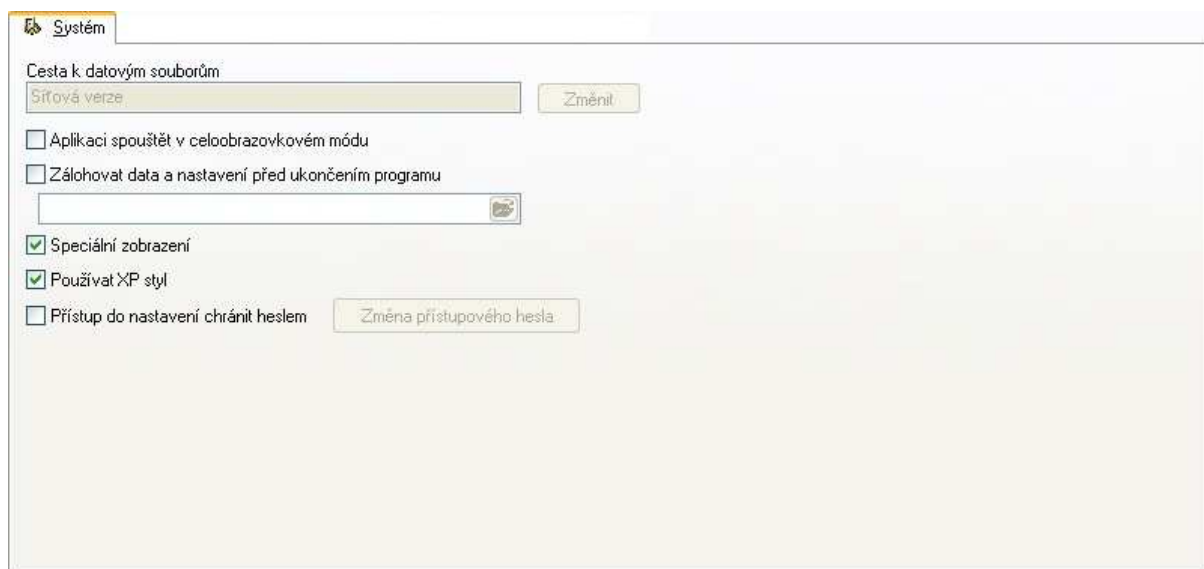 Systém
Cesta k datovým souborům
Síťová verze
Změnit
Aplikaci spouštět v celoobrazovkovém módu
Zálohovat data a nastavení před ukončením programu
Speciální zobrazení
Používat XP styl
Přístup do nastavení chránit heslem
Změna přístupového hesla